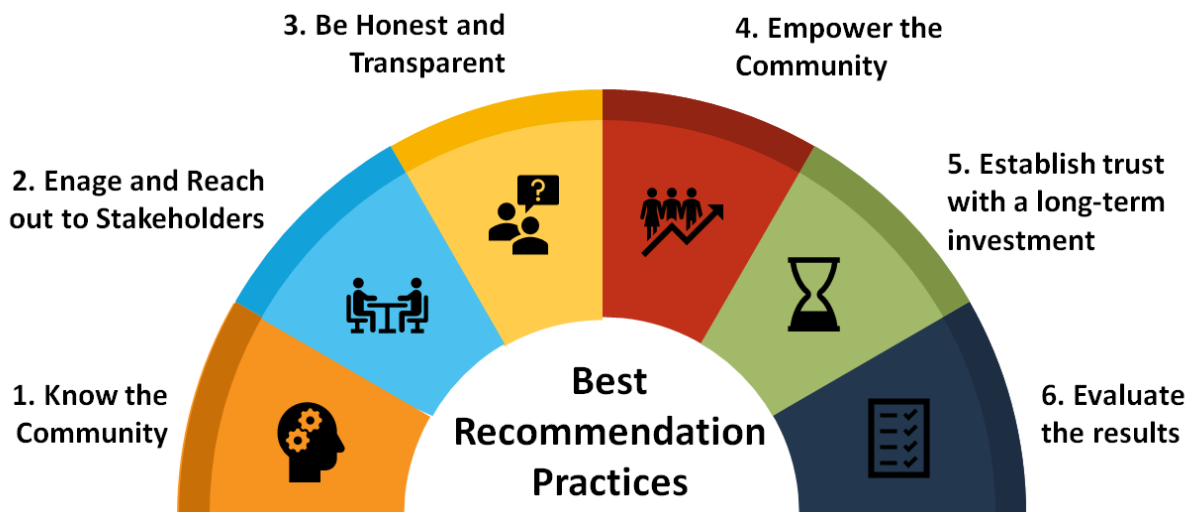 1. Know the
Community
2. Enage and Reach
out to Stakeholders
3. Be Honest and
Transparent
?
4. Empower the
Community
5. Establish trust
with a long-term
investment
6. Evaluate
the results
Best
Recommendation
Practices